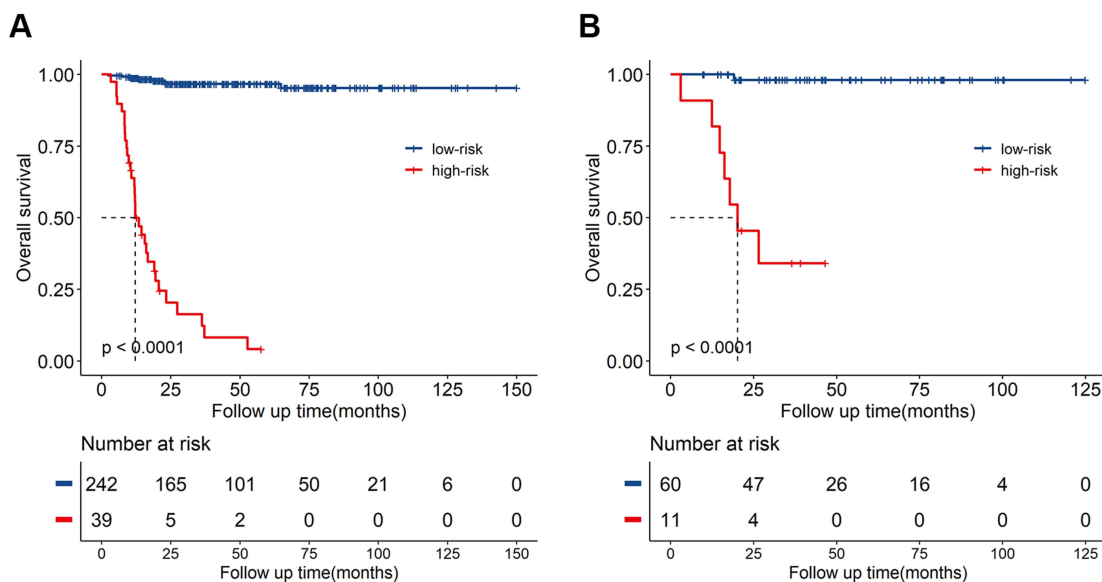 A
1.00
0.75
0.50
0.25
0.00
Overall survival
low-risk
high-risk
p < 0.0001
0 25 50 75 100 125 150
Follow up time(months)
Number at risk
242 165 101 50 21 6 0
39 5 2 0 0 0 0
0 25 50 75 100 125 150
Follow up time(months)
B
1.00
0.75
0.50
0.25
0.00
Overall survival
low-risk
high-risk
p < 0.0001
0 25 50 75 100 125
Follow up time(months)
Number at risk
60 47 26 16 4 0
11 4 0 0 0 0
0 25 50 75 100 125
Follow up time(months)